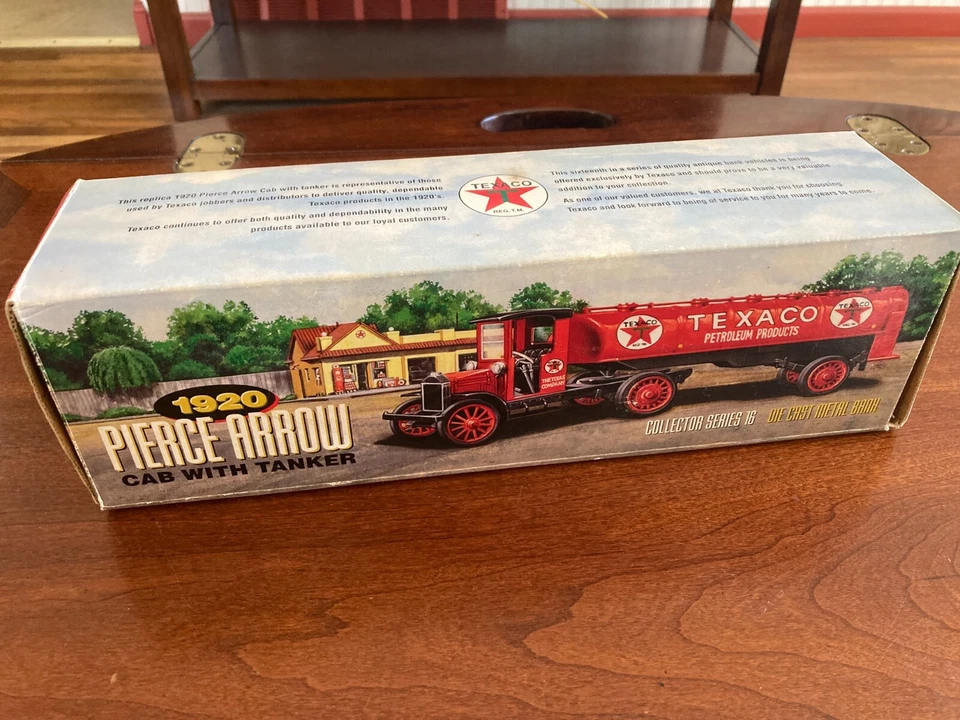 This replica 1920 Pierce Arrow Cab with tanker is representative of those
used by Texaco jobbers and distributors to deliver quality, dependable
Texaco products in the 1920's.
Texaco continues to offer both quality and dependability in the many
products available to our loyal customers.
TEXACO
T
REG. T.M.
This sixteenth in a series of quality antique bank vehicles is being
offered exclusively by Texaco and should prove to be a very valuable
addition to your collection.
As one of our valued customers, we at Texaco thank you for choosing
Texaco and look forward to being of service to you for many years to come.
TEXACO
TEXACO
PETROLEUM PRODUCTS
TEXACO
THE TEXAS
COMPANY
1920
PIERCE ARROW
CAB WITH TANKER
COLLECTOR SERIES 16 DIE CAST METAL BANK